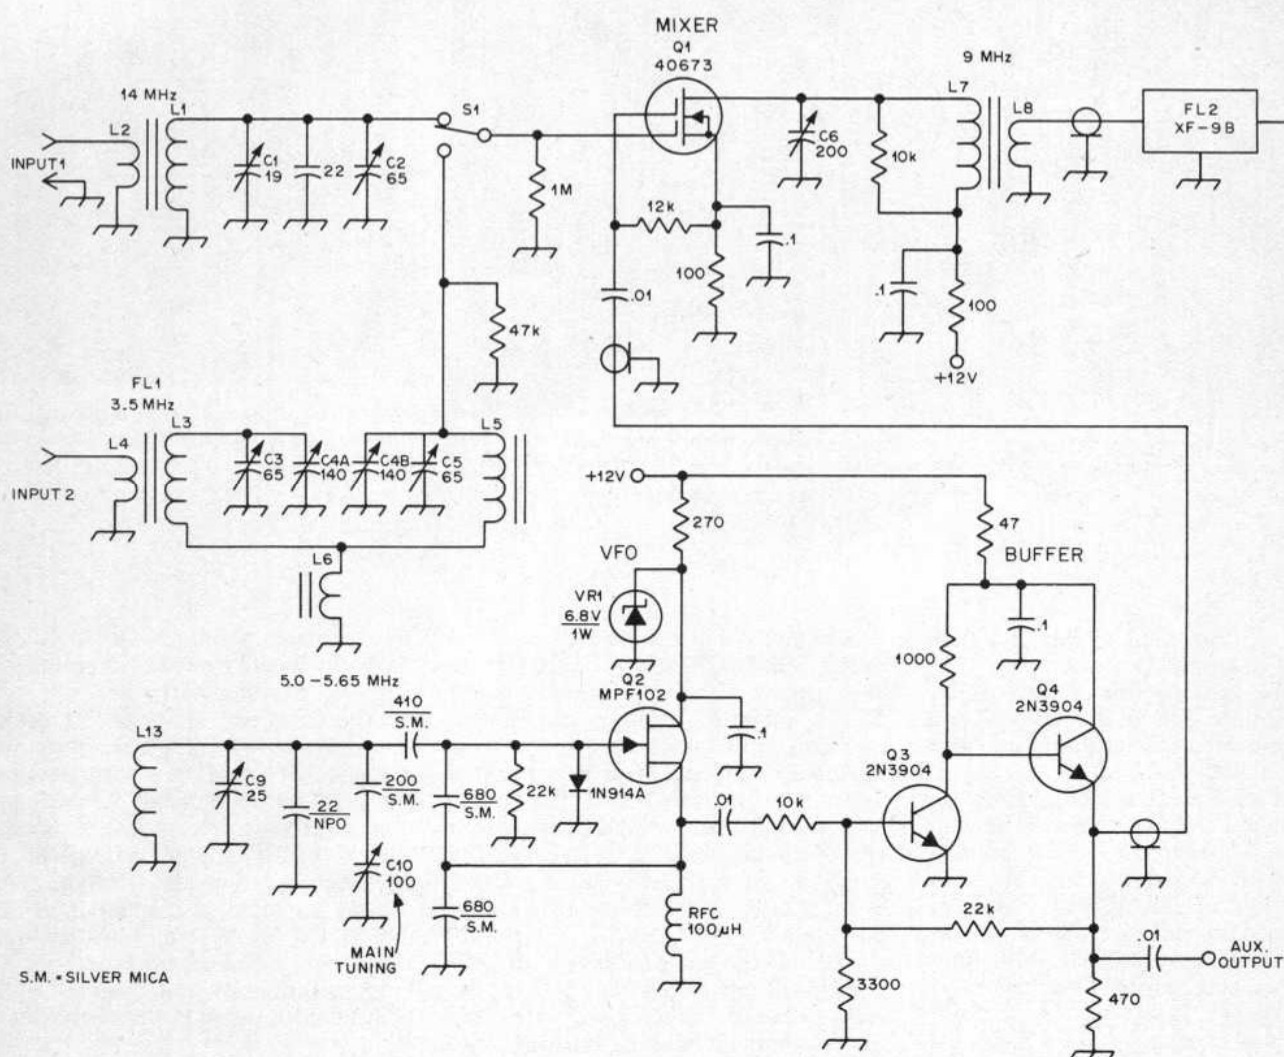 MIXER
Q1
40673
9 MHz
14 MHz
L1
L2
S1
L7
L8
FL2
XF-9B
INPUT 1
C1
19
22
C2
65
1M
C6
200
10k
12k
.1
100
.01
.1
100
+12V
47k
FL1
3.5 MHz
L3
L4
L5
C3
65
C4A
140
C4B
140
C5
65
INPUT 2
+12V
270
47
L6
VFO
BUFFER
VR1
6.8V
1W
.1
1000
5.0 – 5.65 MHz
Q2
MPF102
Q4
2N3904
410
S.M.
L13
.1
Q3
2N3904
C9
25
22
NPO
200
S.M.
680
S.M.
22k
1N914A
.01
10k
C10
100
680
S.M.
RFC
100µH
22k
MAIN
TUNING
.01
AUX.
OUTPUT
S.M. = SILVER MICA
3300
470